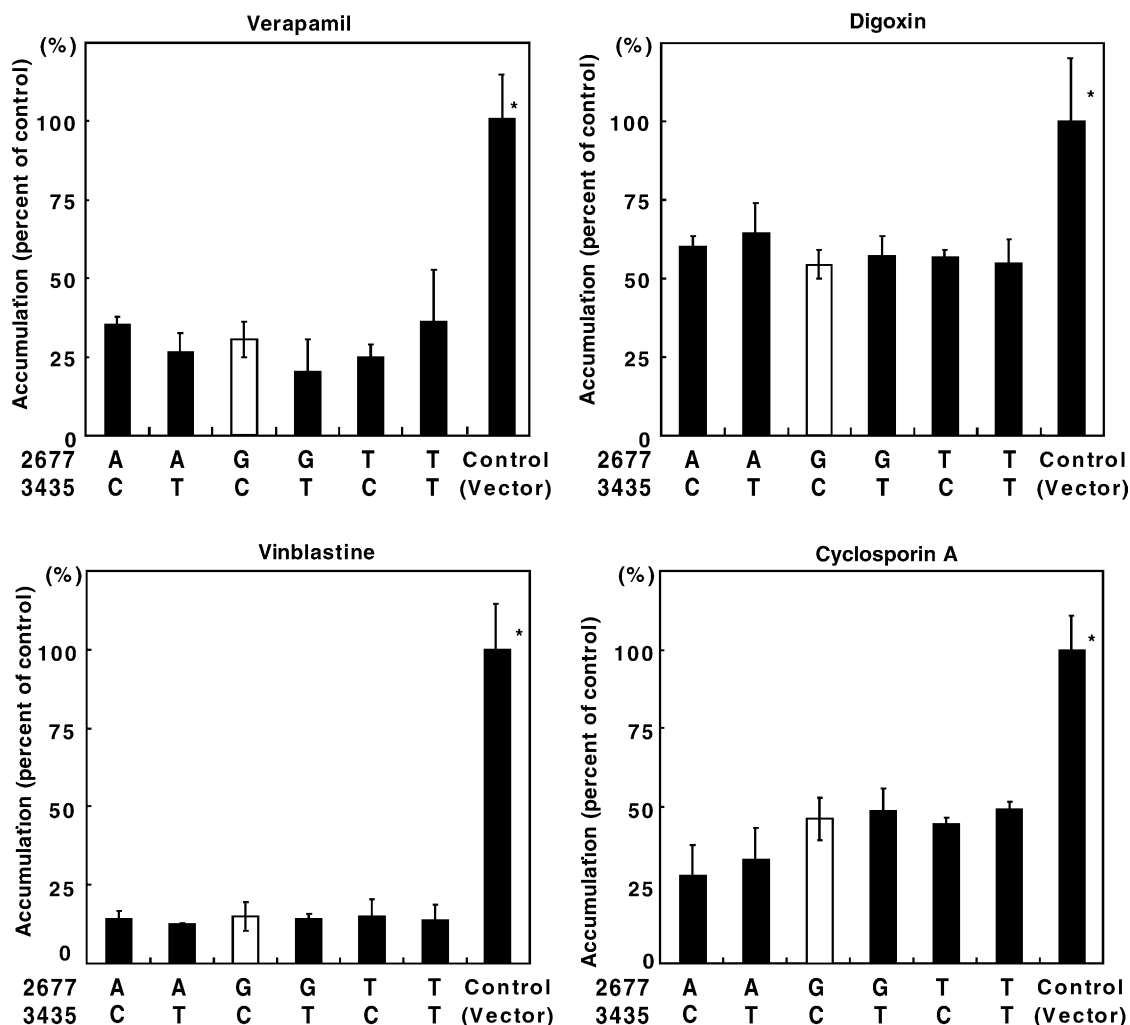 Verapamil
(%)
Accumulation (percent of control)
100
75
50
25
0
*
2677 A A G G T T Control
3435 C T C T C T (Vector)
Digoxin
(%)
Accumulation (percent of control)
100
75
50
25
0
*
2677 A A G G T T Control
3435 C T C T C T (Vector)
Vinblastine
(%)
Accumulation (percent of control)
100
75
50
25
0
*
2677 A A G G T T Control
3435 C T C T C T (Vector)
Cyclosporin A
(%)
Accumulation (percent of control)
100
75
50
25
0
*
2677 A A G G T T Control
3435 C T C T C T (Vector)